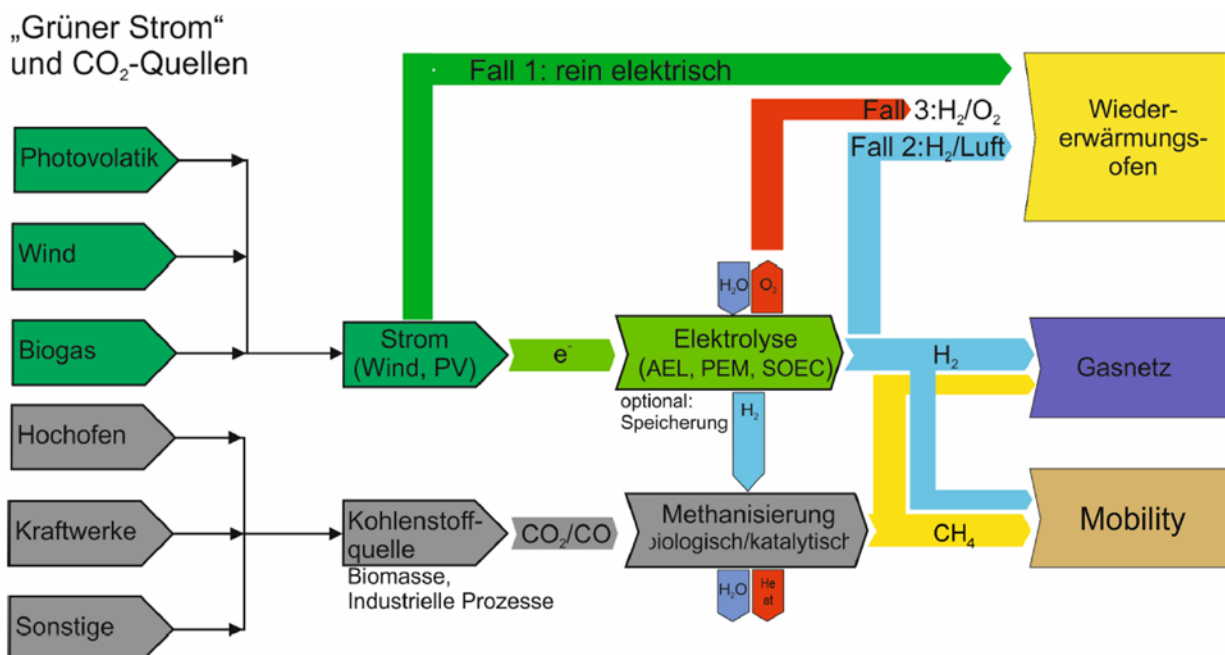 „Grüner Strom“
und CO₂-Quellen
Fall 1: rein elektrisch
Fall 3:H₂/O₂
Fall 2:H₂/Luft
Wieder-
erwärmungs-
ofen
Photovolatik
Wind
Biogas
Strom
(Wind, PV)
e⁻
H₂O
O₂
Elektrolyse
(AEL, PEM, SOEC)
optional:
Speicherung
H₂
H₂
Gasnetz
Hochofen
Kraftwerke
Sonstige
Kohlenstoff-
quelle
Biomasse,
Industrielle Prozesse
CO₂/CO
Methanisierung
biologisch/katalytisch
H₂O
He
at
CH₄
Mobility